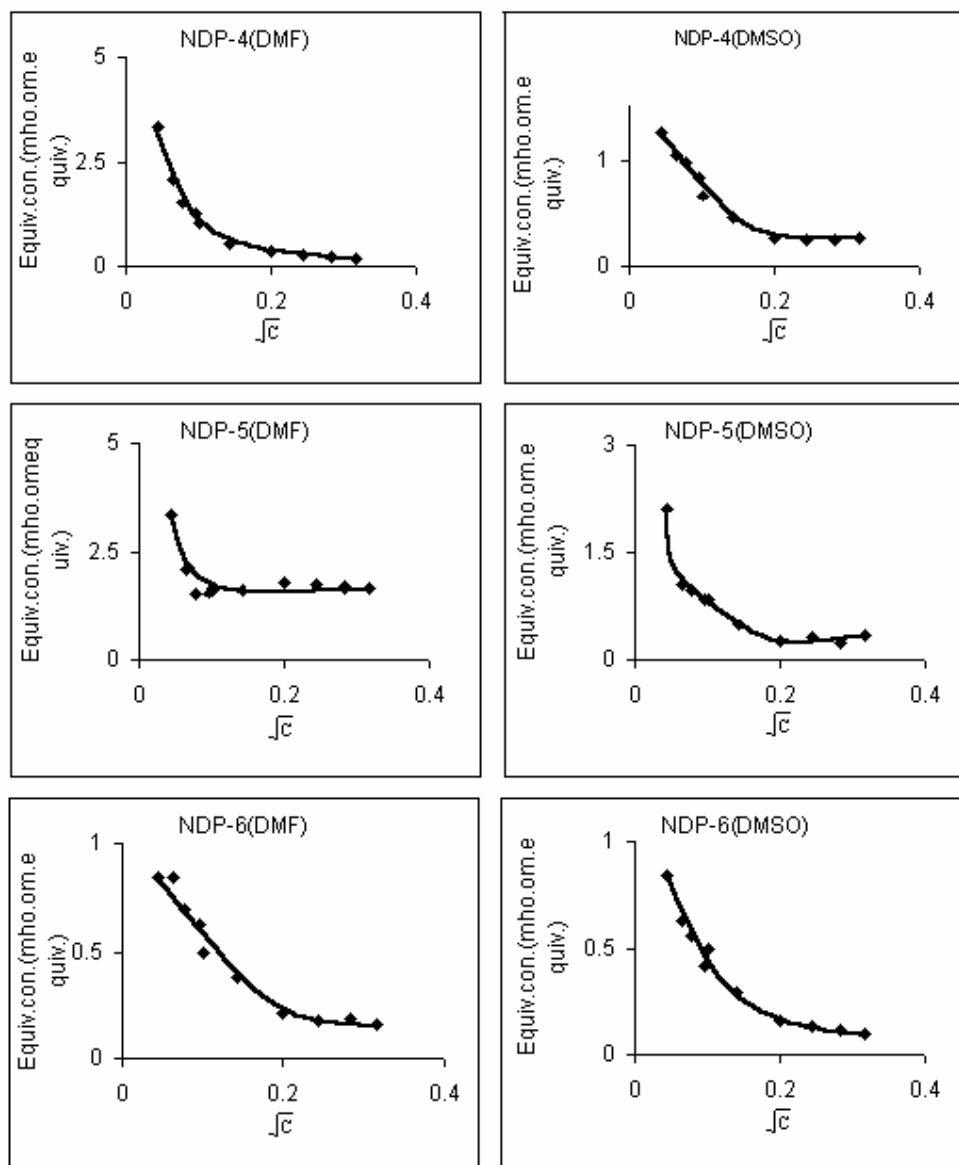 NDP-4(DMF)
Equiv.con.(mho.om.e
quiv.)
5
2.5
0
0
0.2
0.4
√c
NDP-4(DMSO)
Equiv.con.(mho.om.e
quiv.)
1
0
0
0.2
0.4
√c
NDP-5(DMF)
Equiv.con.(mho.omeq
uiv.)
5
2.5
0
0
0.2
0.4
√c
NDP-5(DMSO)
Equiv.con.(mho.om.e
quiv.)
3
1.5
0
0
0.2
0.4
√c
NDP-6(DMF)
Equiv.con.(mho.om.e
quiv.)
1
0.5
0
0
0.2
0.4
√c
NDP-6(DMSO)
Equiv.con.(mho.om.e
quiv.)
1
0.5
0
0
0.2
0.4
√c